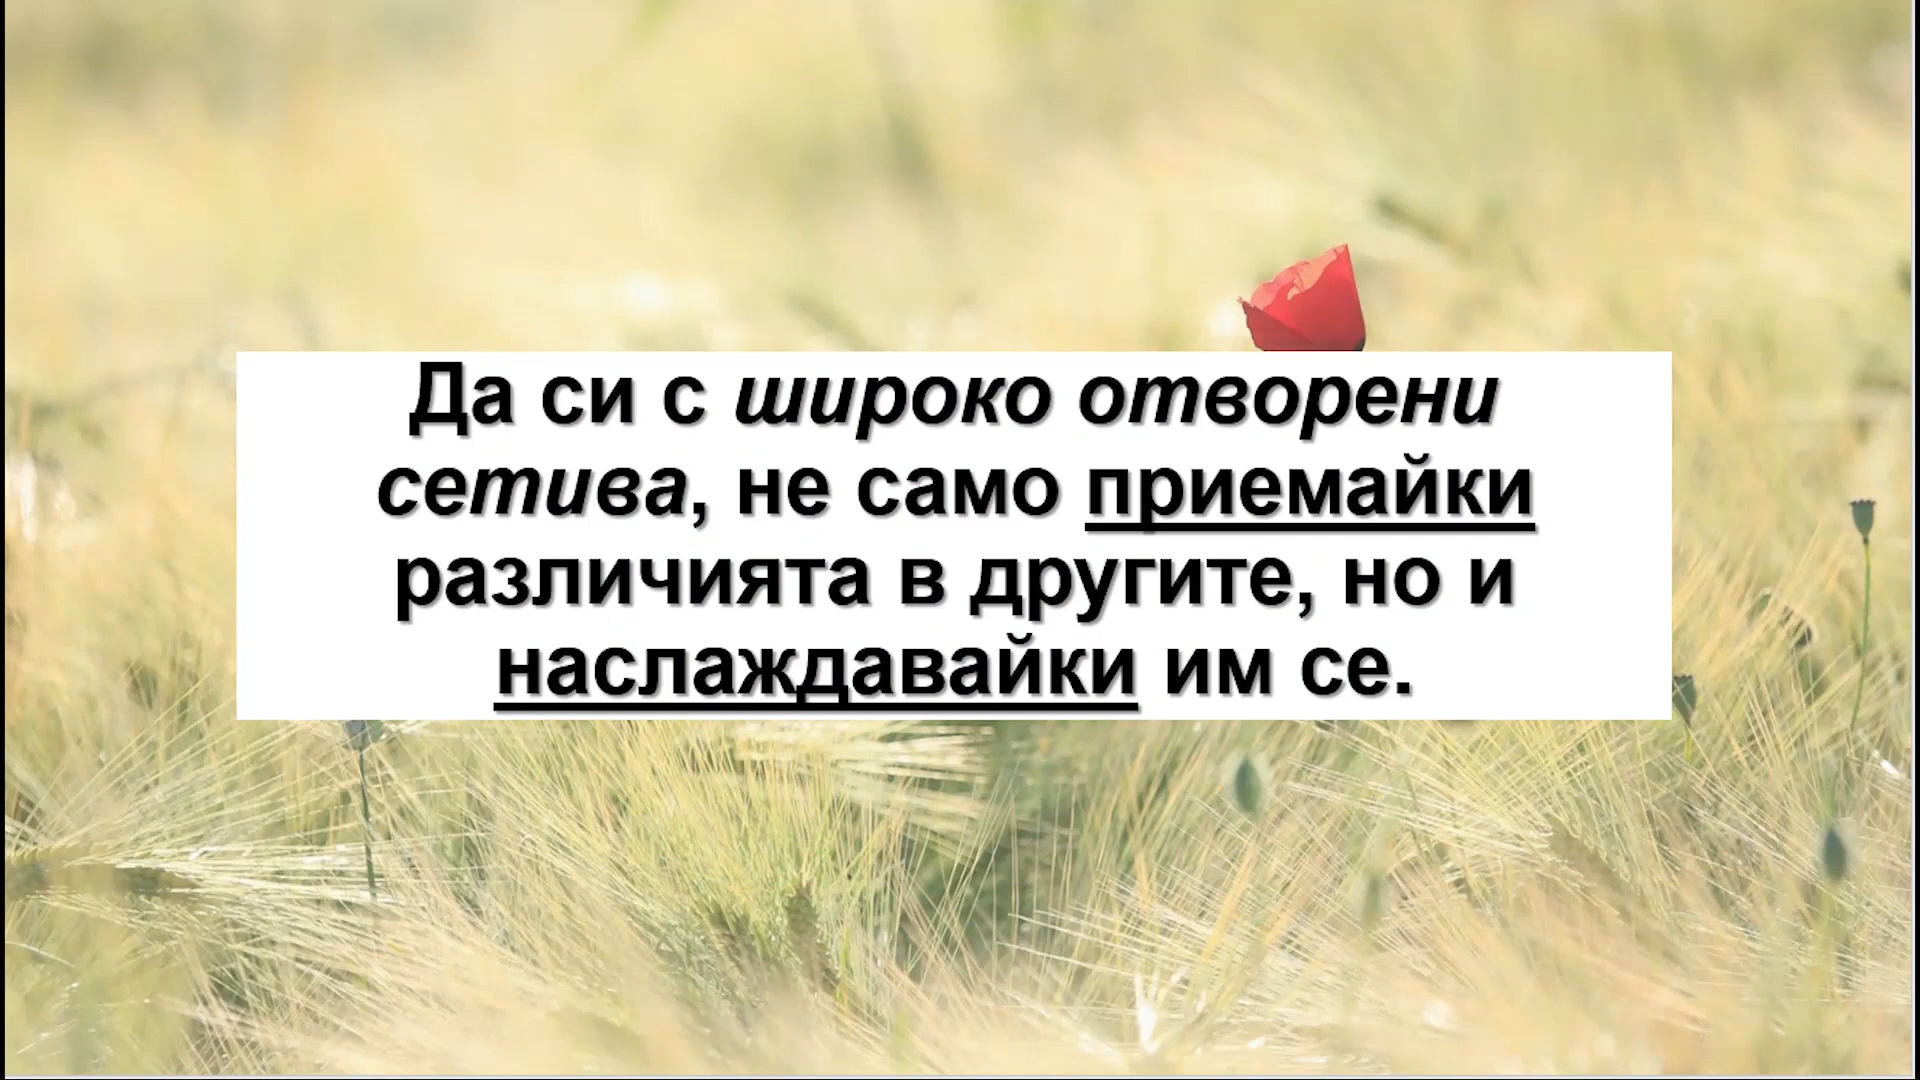 Да си с широко отворени
сетива, не само приемайки
различията в другите, но и
наслаждавайки им се.